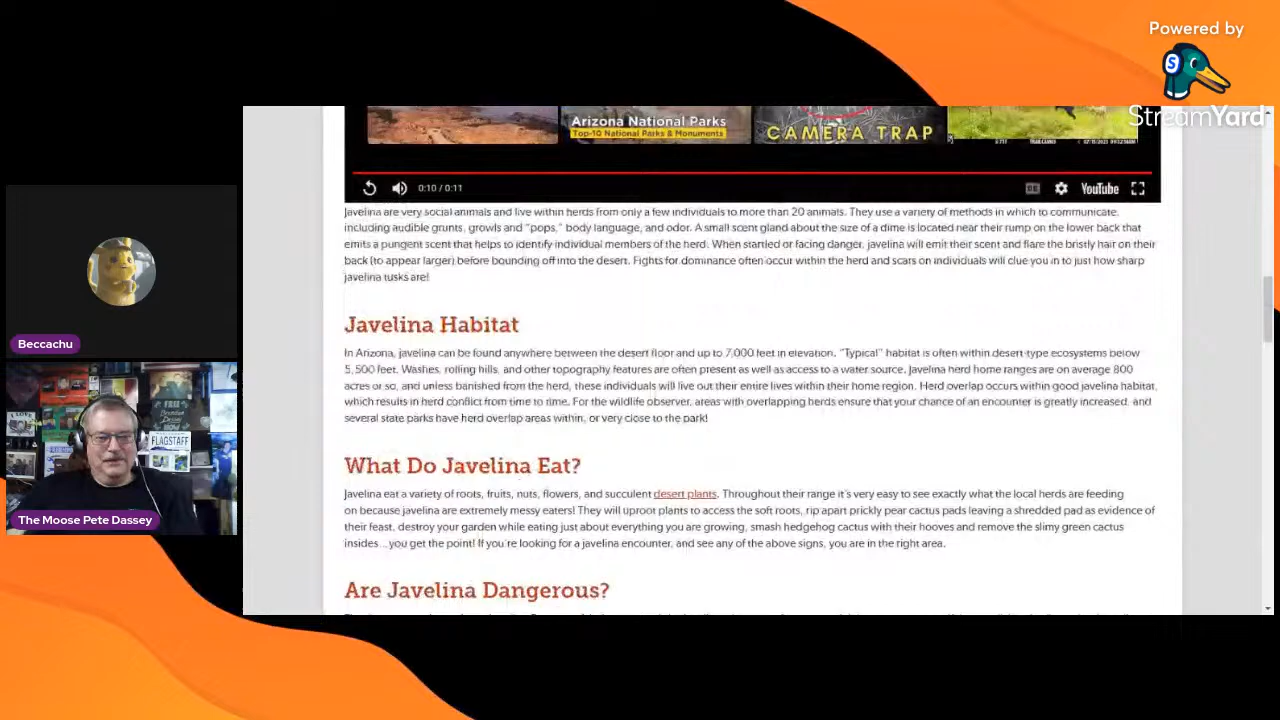 Powered by
StreamYard
Arizona National Parks
Top-10 National Parks & Monuments
CAMERA TRAP
0:10 / 0:11
YouTube
Javelina are very social animals and live within herds from only a few individuals to more than 20 animals. They use a variety of methods in which to communicate,
including audible grunts, growls and "pops," body language, and odor. A small scent gland about the size of a dime is located near their rump on the lower back that
emits a pungent scent that helps to identify individual members of the herd. When startled or facing danger, javelina will emit their scent and flare the bristly hair on their
back (to appear larger) before bounding off into the desert. Fights for dominance often occur within the herd and scars on individuals will clue you in to just how sharp
javelina tusks are!
Javelina Habitat
In Arizona, javelina can be found anywhere between the desert floor and up to 7,000 feet in elevation. "Typical" habitat is often within desert-type ecosystems below
5,500 feet. Washes, rolling hills, and other topography features are often present as well as access to a water source. Javelina herd home ranges are on average 800
acres or so, and unless banished from the herd, these individuals will live out their entire lives within their home region. Herd overlap occurs within good javelina habitat,
which results in herd conflict from time to time. For the wildlife observer, areas with overlapping herds ensure that your chance of an encounter is greatly increased, and
several state parks have herd overlap areas within, or very close to the park!
What Do Javelina Eat?
Javelina eat a variety of roots, fruits, nuts, flowers, and succulent desert plants. Throughout their range it's very easy to see exactly what the local herds are feeding
on because javelina are extremely messy eaters! They will uproot plants to access the soft roots, rip apart prickly pear cactus pads leaving a shredded pad as evidence of
their feast, destroy your garden while eating just about everything you are growing, smash hedgehog cactus with their hooves and remove the slimy green cactus
insides...you get the point! If you're looking for a javelina encounter, and see any of the above signs, you are in the right area.
Are Javelina Dangerous?
Beccachu
I LOVE
FREE
Brendan
Dassey
NOW
FLAGSTAFF
The Moose Pete Dassey